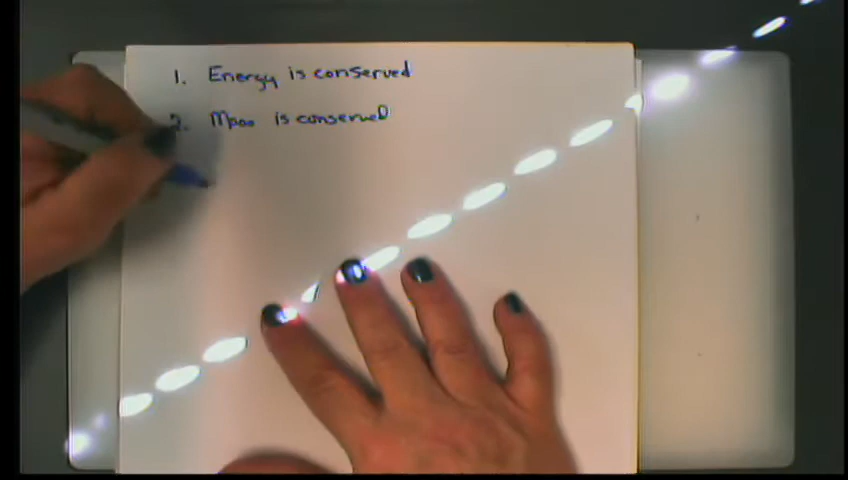 1. Energy is conserved
2. Mass is conserved